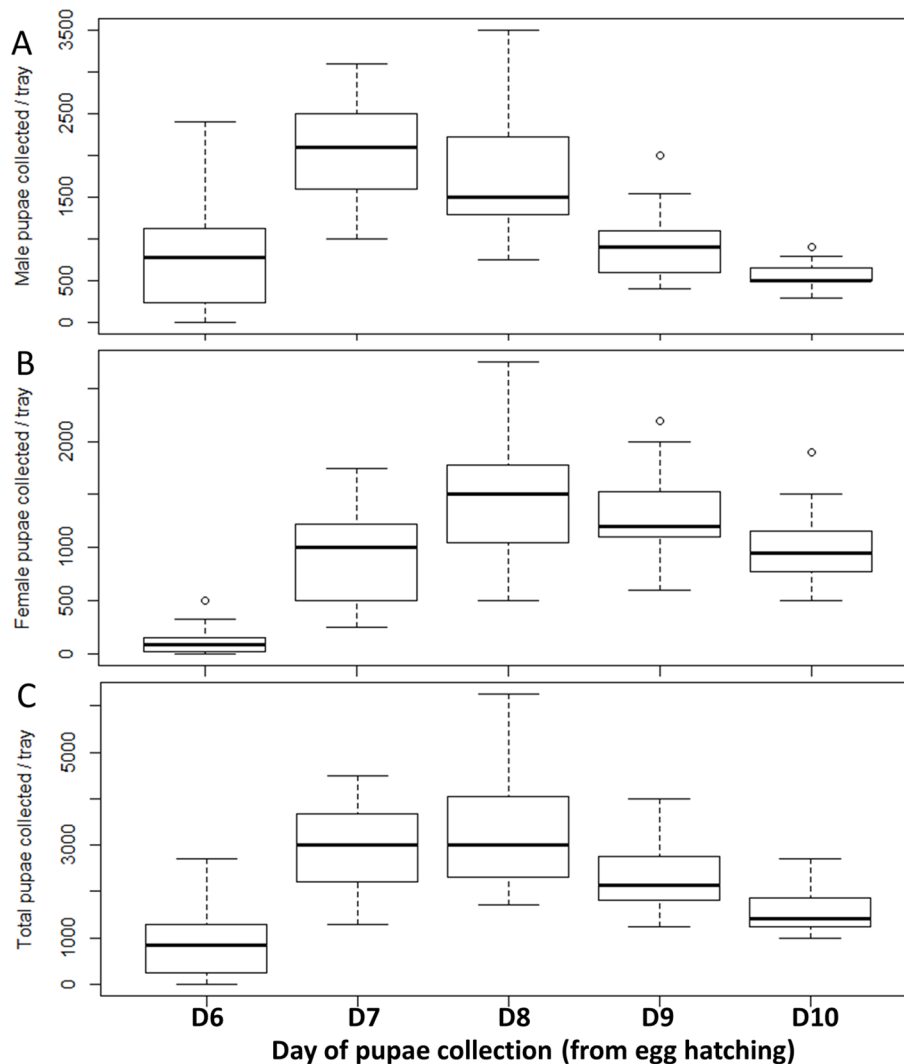 A
Male pupae collected / tray
3500
2500
1500
500
0
B
Female pupae collected / tray
2000
1000
500
0
C
Total pupae collected / tray
5000
3000
1000
0
D6 D7 D8 D9 D10
Day of pupae collection (from egg hatching)